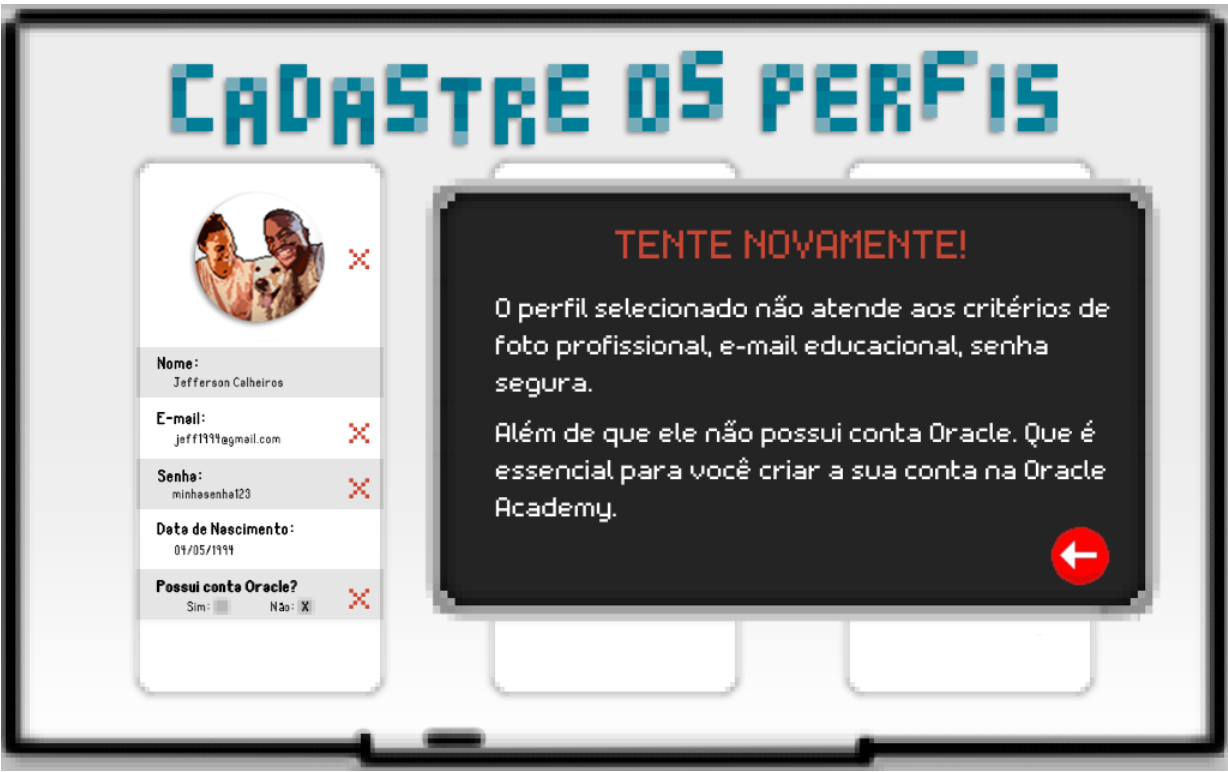 CADASTRE OS PERFIS
Nome:
Jefferson Calheiros
E-mail:
jeff1994@gmail.com
Senha:
minhasenha123
Data de Nascimento:
04/05/1994
Possui conta Oracle?
Sim: Não: X
TENTE NOVAMENTE!
O perfil selecionado não atende aos critérios de
foto profissional, e-mail educacional, senha
segura.
Além de que ele não possui conta Oracle. Que é
essencial para você criar a sua conta na Oracle
Academy.